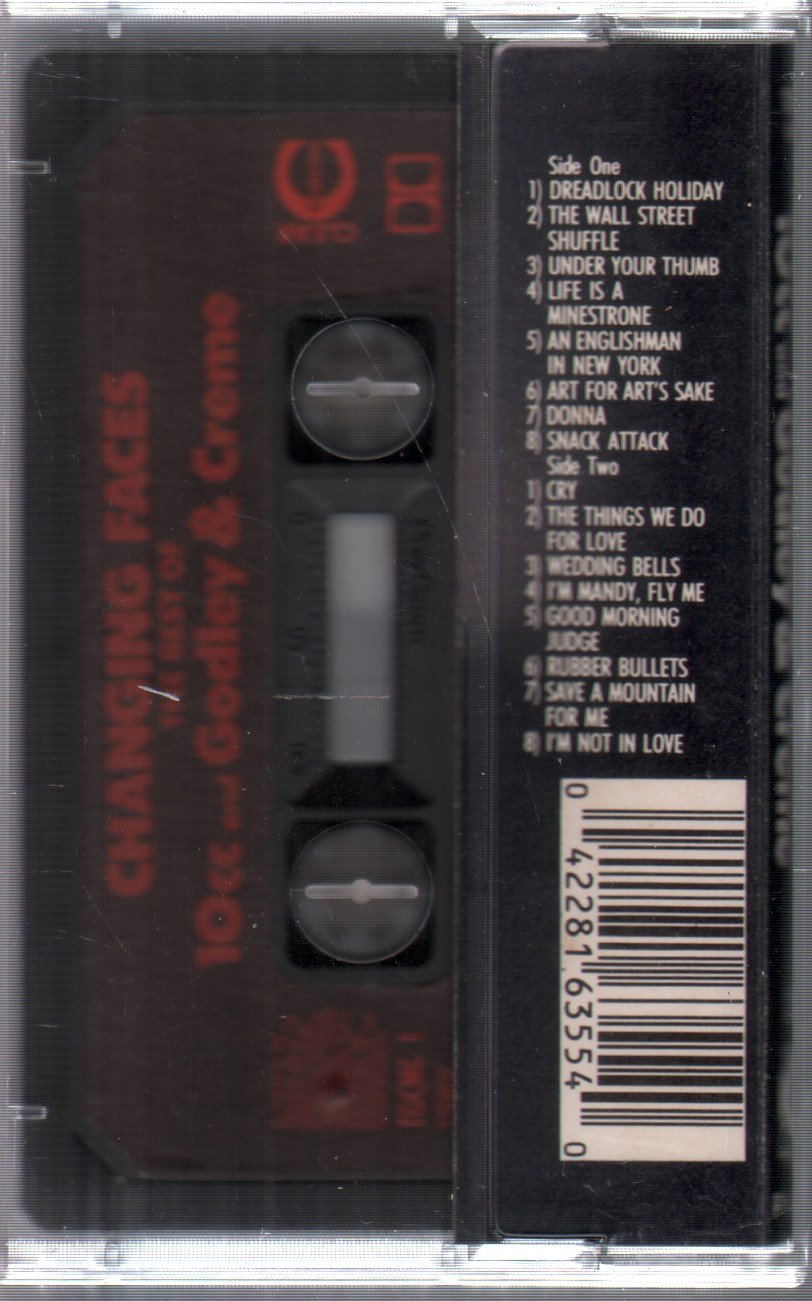 Side One
1) DREADLOCK HOLIDAY
2) THE WALL STREET
SHUFFLE
3) UNDER YOUR THUMB
4) LIFE IS A
MINESTRONE
5) AN ENGLISHMAN
IN NEW YORK
6) ART FOR ART'S SAKE
7) DONNA
8) SNACK ATTACK
Side Two
1) CRY
2) THE THINGS WE DO
FOR LOVE
3) WEDDING BELLS
4) I'M MANDY, FLY ME
5) GOOD MORNING
JUDGE
6) RUBBER BULLETS
7) SAVE A MOUNTAIN
FOR ME
8) I'M NOT IN LOVE
0 42281 63554 0
CHANGING FACES
THE BEST OF
10cc and Godley & Creme